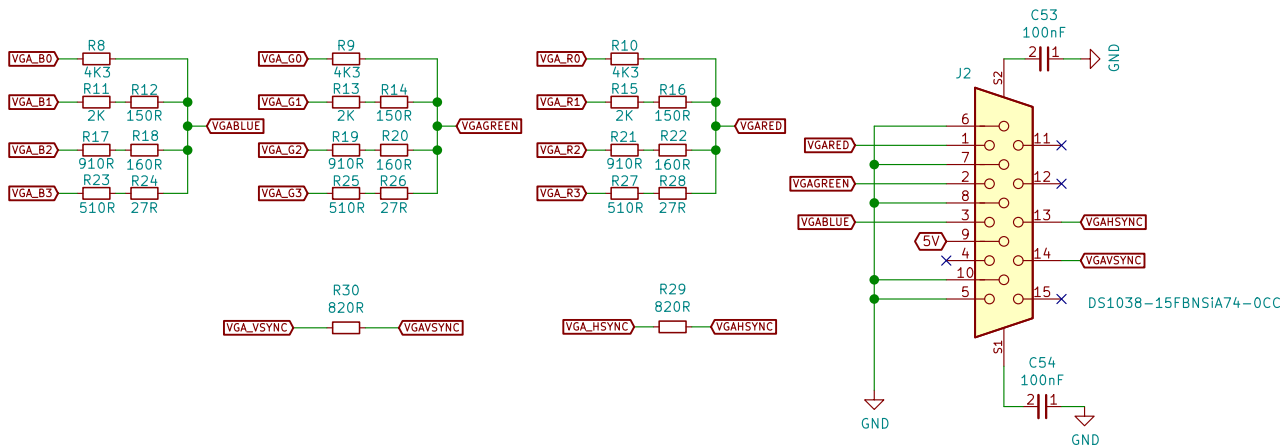 VGA_B0
R8
4K3
VGA_B1
R11
2K
R12
150R
VGABLUE
VGA_B2
R17
910R
R18
160R
VGA_B3
R23
510R
R24
27R
VGA_G0
R9
4K3
VGA_G1
R13
2K
R14
150R
VGAGREEN
VGA_G2
R19
910R
R20
160R
VGA_G3
R25
510R
R26
27R
VGA_R0
R10
4K3
VGA_R1
R15
2K
R16
150R
VGARED
VGA_R2
R21
910R
R22
160R
VGA_R3
R27
510R
R28
27R
VGA_VSYNC
R30
820R
VGAVSYNC
VGA_HSYNC
R29
820R
VGAHSYNC
C53
100nF
2
1
GND
J2
S2
6
VGARED
1
7
VGAGREEN
2
8
VGABLUE
3
5V
9
4
10
5
11
12
13
VGAHSYNC
14
VGAVSYNC
15
DS1038-15FBNSiA74-0CC
S1
C54
100nF
2
1
GND
GND